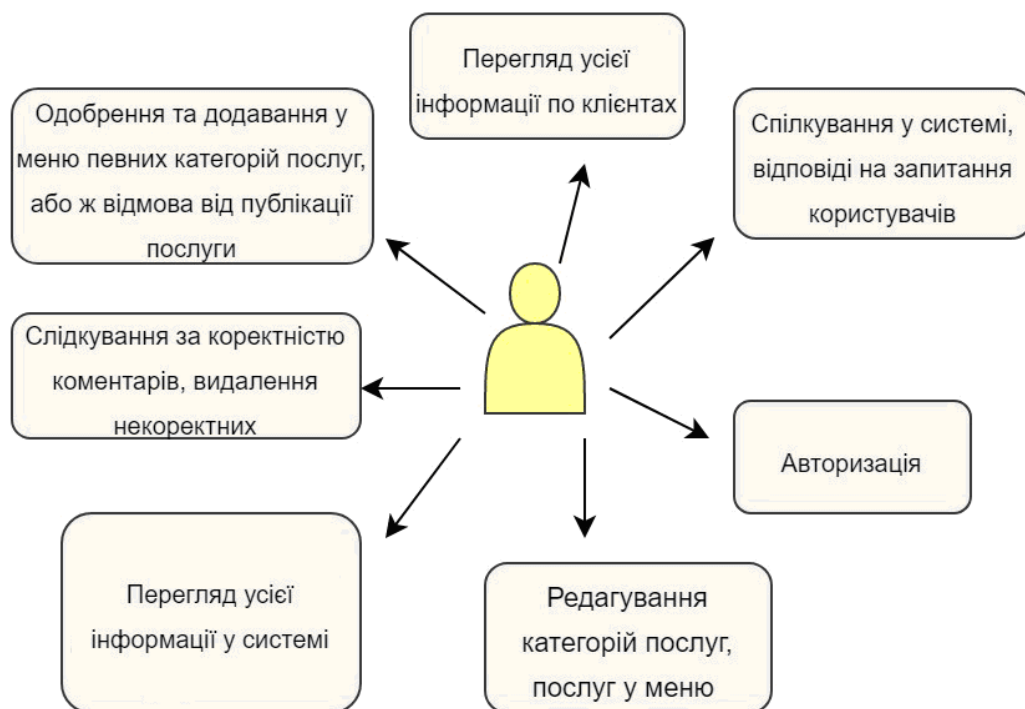 Перегляд усієї
інформації по клієнтах
Одобрення та додавання у
меню певних категорій послуг,
або ж відмова від публікації
послуги
Спілкування у системі,
відповіді на запитання
користувачів
Слідкування за коректністю
коментарів, видалення
некоректних
Авторизація
Перегляд усієї
інформації у системі
Редагування
категорій послуг,
послуг у меню